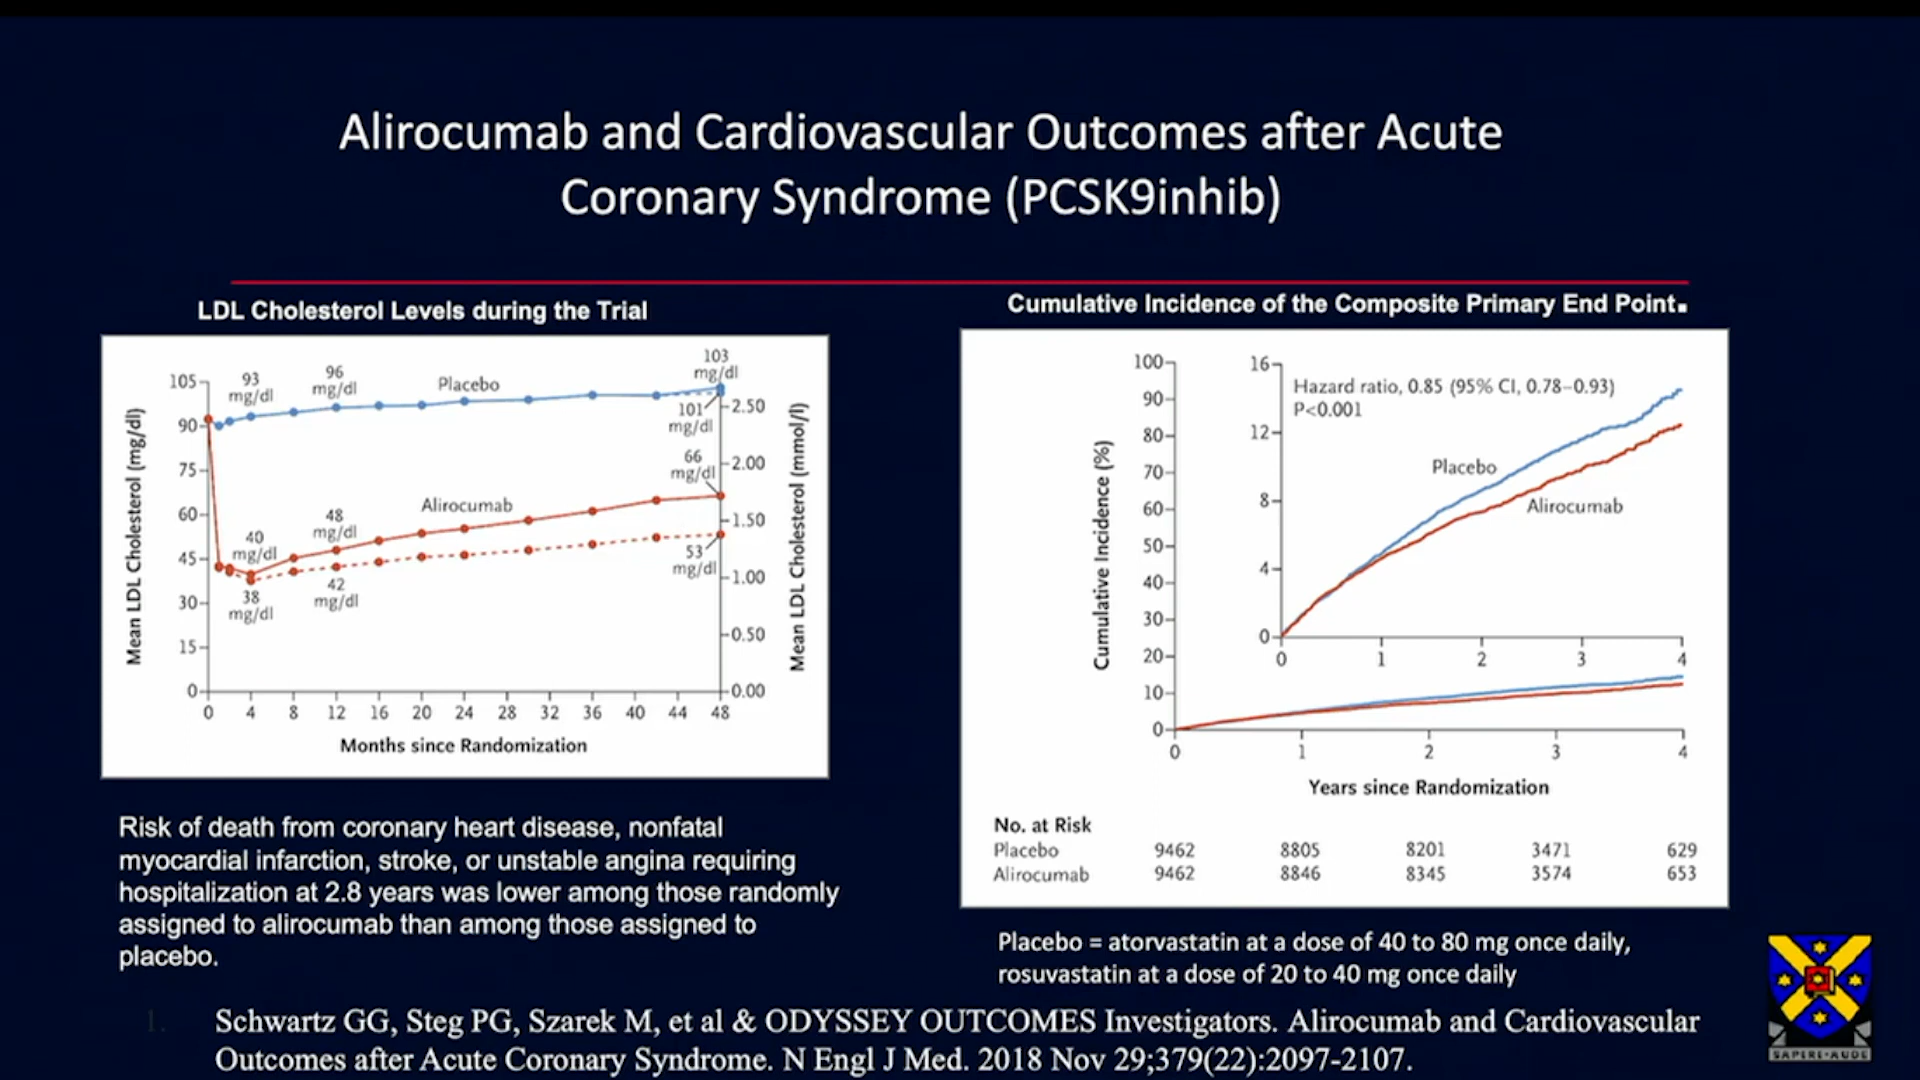 Alirocumab and Cardiovascular Outcomes after Acute
Coronary Syndrome (PCSK9inhib)
LDL Cholesterol Levels during the Trial
Mean LDL Cholesterol (mg/dl)
105
90
75
60
45
30
15
0
93 mg/dl
96 mg/dl
Placebo
103 mg/dl
101 mg/dl
66 mg/dl
Alirocumab
40 mg/dl
48 mg/dl
38 mg/dl
42 mg/dl
53 mg/dl
2.50
2.00
1.50
1.00
0.50
0.00
Mean LDL Cholesterol (mmol/l)
0 4 8 12 16 20 24 28 32 36 40 44 48
Months since Randomization
Risk of death from coronary heart disease, nonfatal
myocardial infarction, stroke, or unstable angina requiring
hospitalization at 2.8 years was lower among those randomly
assigned to alirocumab than among those assigned to
placebo.
Cumulative Incidence of the Composite Primary End Point.
Cumulative Incidence (%)
100
90
80
70
60
50
40
30
20
10
0
16
12
8
4
0
Hazard ratio, 0.85 (95% CI, 0.78–0.93)
P<0.001
Placebo
Alirocumab
0 1 2 3 4
0 1 2 3 4
Years since Randomization
No. at Risk
Placebo 9462 8805 8201 3471 629
Alirocumab 9462 8846 8345 3574 653
Placebo = atorvastatin at a dose of 40 to 80 mg once daily,
rosuvastatin at a dose of 20 to 40 mg once daily
1. Schwartz GG, Steg PG, Szarek M, et al & ODYSSEY OUTCOMES Investigators. Alirocumab and Cardiovascular
Outcomes after Acute Coronary Syndrome. N Engl J Med. 2018 Nov 29;379(22):2097-2107.
SAPERE·AUDE